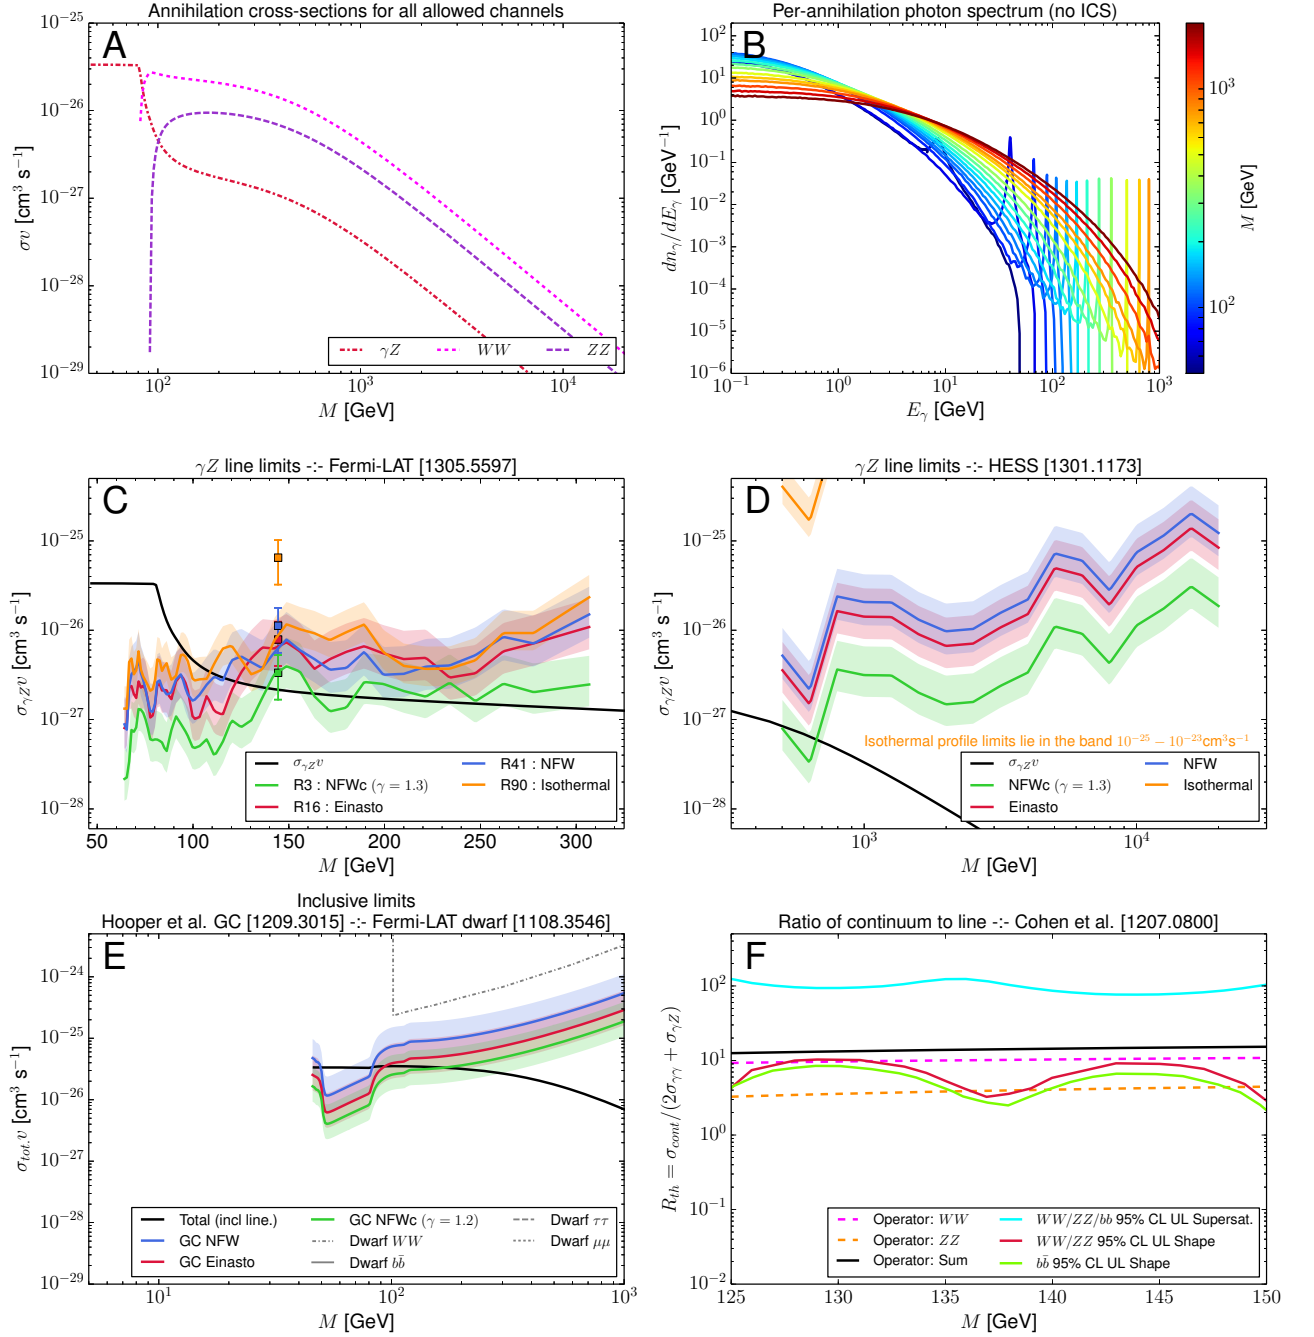 Annihilation cross-sections for all allowed channels
A
10⁻²⁵
10⁻²⁶
10⁻²⁷
10⁻²⁸
10⁻²⁹
σv [cm³ s⁻¹]
γZ WW ZZ
10² 10³ 10⁴
M [GeV]
Per-annihilation photon spectrum (no ICS)
B
10²
10¹
10⁰
10⁻¹
10⁻²
10⁻³
10⁻⁴
10⁻⁵
10⁻⁶
dn_γ/dE_γ [GeV⁻¹]
10⁻¹ 10⁰ 10¹ 10² 10³
E_γ [GeV]
10³
10²
M [GeV]
γZ line limits -:- Fermi-LAT [1305.5597]
C
10⁻²⁵
10⁻²⁶
10⁻²⁷
10⁻²⁸
σ_γZ v [cm³ s⁻¹]
σ_γZ v
R3 : NFWc (γ = 1.3)
R16 : Einasto
R41 : NFW
R90 : Isothermal
50 100 150 200 250 300
M [GeV]
γZ line limits -:- HESS [1301.1173]
D
10⁻²⁵
10⁻²⁶
10⁻²⁷
10⁻²⁸
σ_γZ v [cm³ s⁻¹]
Isothermal profile limits lie in the band 10⁻²⁵ − 10⁻²³cm³s⁻¹
σ_γZ v
NFWc (γ = 1.3)
Einasto
NFW
Isothermal
10³ 10⁴
M [GeV]
Inclusive limits
Hooper et al. GC [1209.3015] -:- Fermi-LAT dwarf [1108.3546]
E
10⁻²⁴
10⁻²⁵
10⁻²⁶
10⁻²⁷
10⁻²⁸
10⁻²⁹
σ_tot. v [cm³ s⁻¹]
Total (incl line.)
GC NFW
GC Einasto
GC NFWc (γ = 1.2)
Dwarf WW
Dwarf bb̄
Dwarf ττ
Dwarf μμ
10¹ 10² 10³
M [GeV]
Ratio of continuum to line -:- Cohen et al. [1207.0800]
F
10²
10¹
10⁰
10⁻¹
10⁻²
R_th = σ_cont/(2σ_γγ + σ_γZ)
Operator: WW
Operator: ZZ
Operator: Sum
WW/ZZ/bb̄ 95% CL UL Supersat.
WW/ZZ 95% CL UL Shape
bb̄ 95% CL UL Shape
125 130 135 140 145 150
M [GeV]